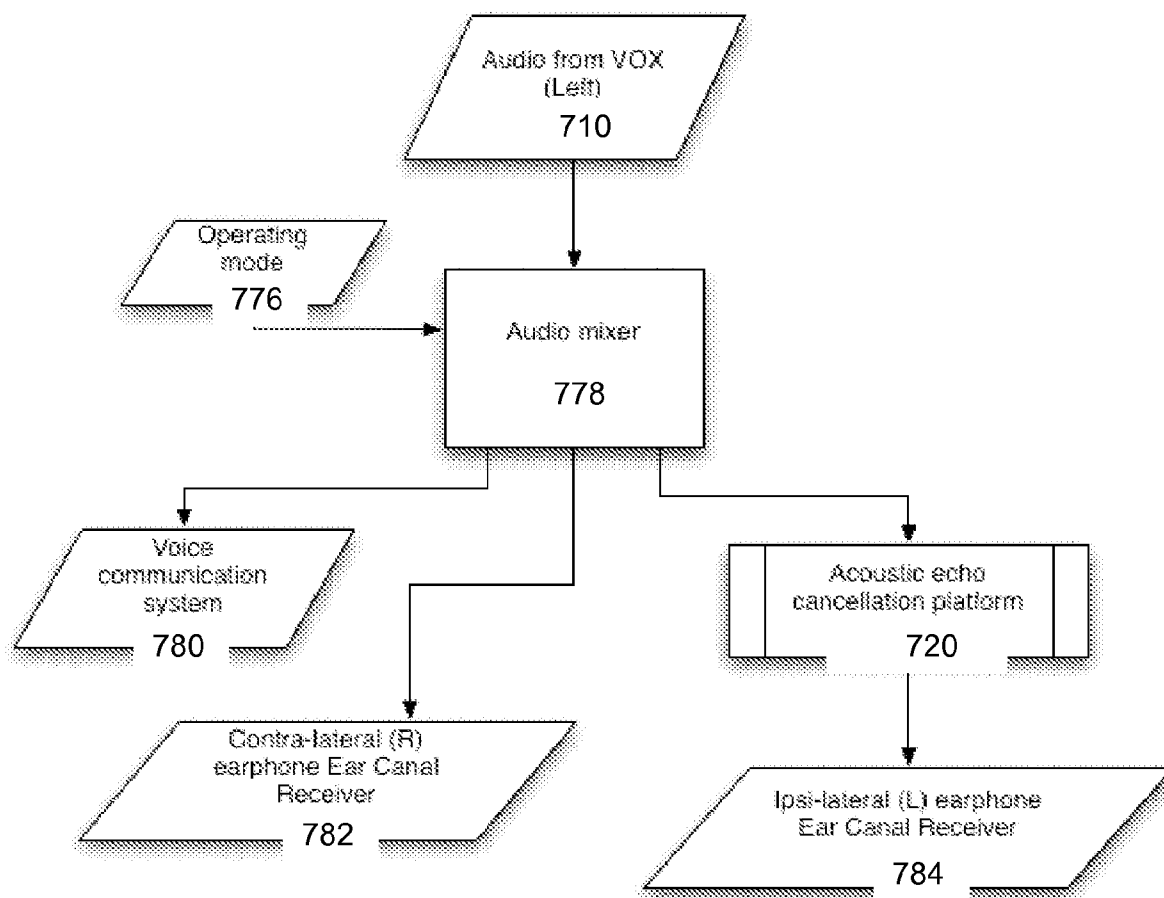 Audio from VOX
(Left)
710
Operating
mode
776
Audio mixer
778
Voice
communication
system
780
Acoustic echo
cancellation platform
720
Contra-lateral (R)
earphone Ear Canal
Receiver
782
Ipsi-lateral (L) earphone
Ear Canal Receiver
784